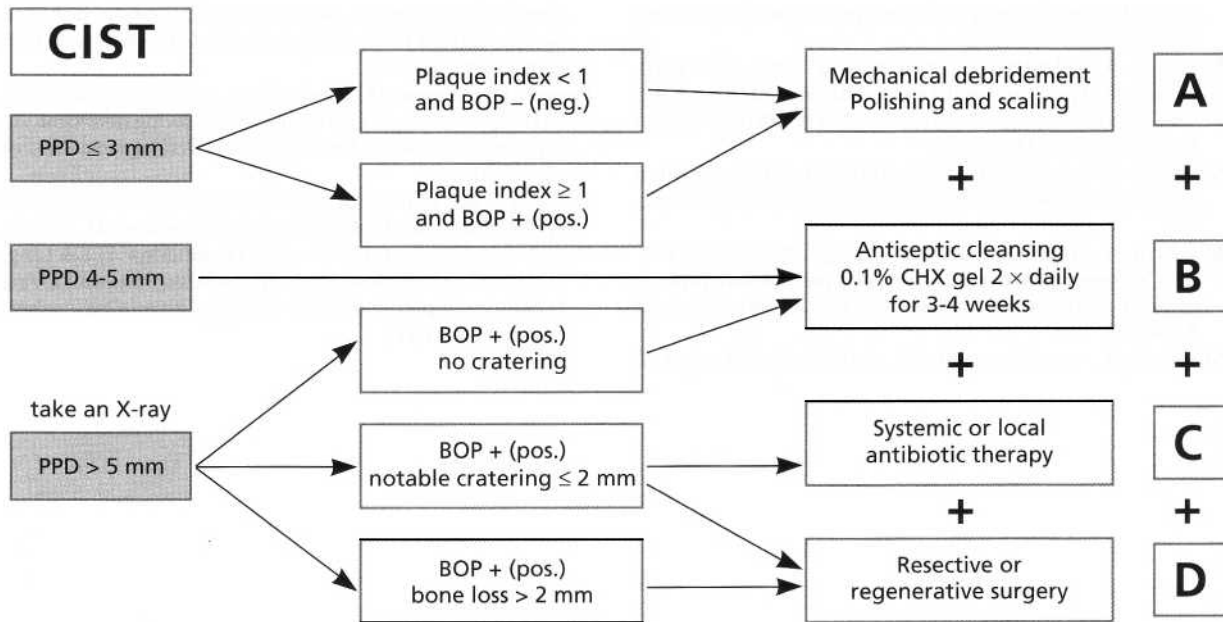 CIST
PPD ≤ 3 mm
PPD 4-5 mm
take an X-ray
PPD > 5 mm
Plaque index < 1
and BOP – (neg.)
Plaque index ≥ 1
and BOP + (pos.)
BOP + (pos.)
no cratering
BOP + (pos.)
notable cratering ≤ 2 mm
BOP + (pos.)
bone loss > 2 mm
Mechanical debridement
Polishing and scaling
+
Antiseptic cleansing
0.1% CHX gel 2 × daily
for 3-4 weeks
+
Systemic or local
antibiotic therapy
+
Resective or
regenerative surgery
A
+
B
+
C
+
D